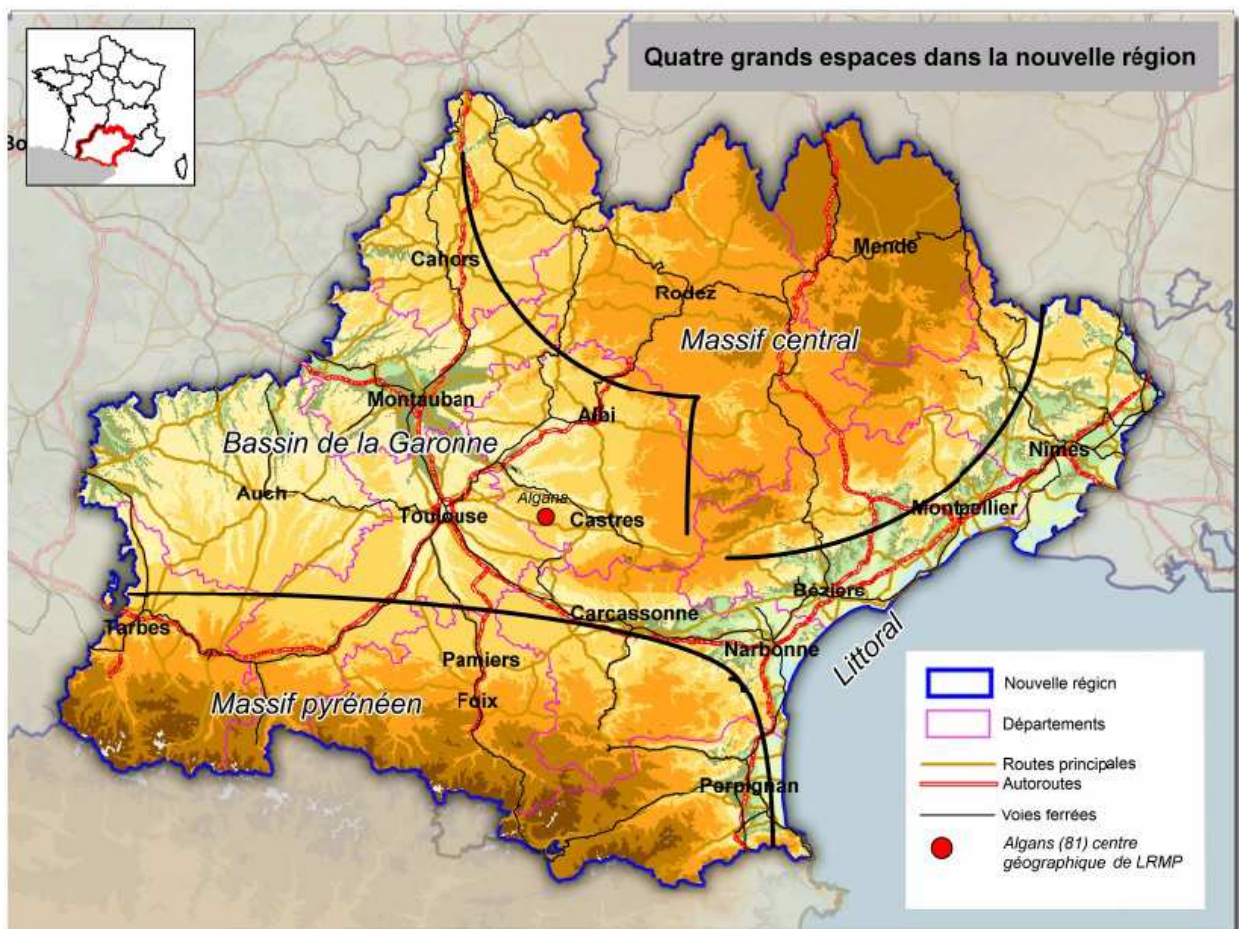 Quatre grands espaces dans la nouvelle région
Bo
Cahors
Mende
Rodez
Massif central
Montauban
Albi
Bassin de la Garonne
Nîmes
Auch
Algans
Toulouse
Castres
Montpellier
Béziers
Carcassonne
Tarbes
Narbonne
Littoral
Pamiers
Foix
Massif pyrénéen
Perpignan
Nouvelle région
Départements
Routes principales
Autoroutes
Voies ferrées
Algans (81) centre
géographique de LRMP